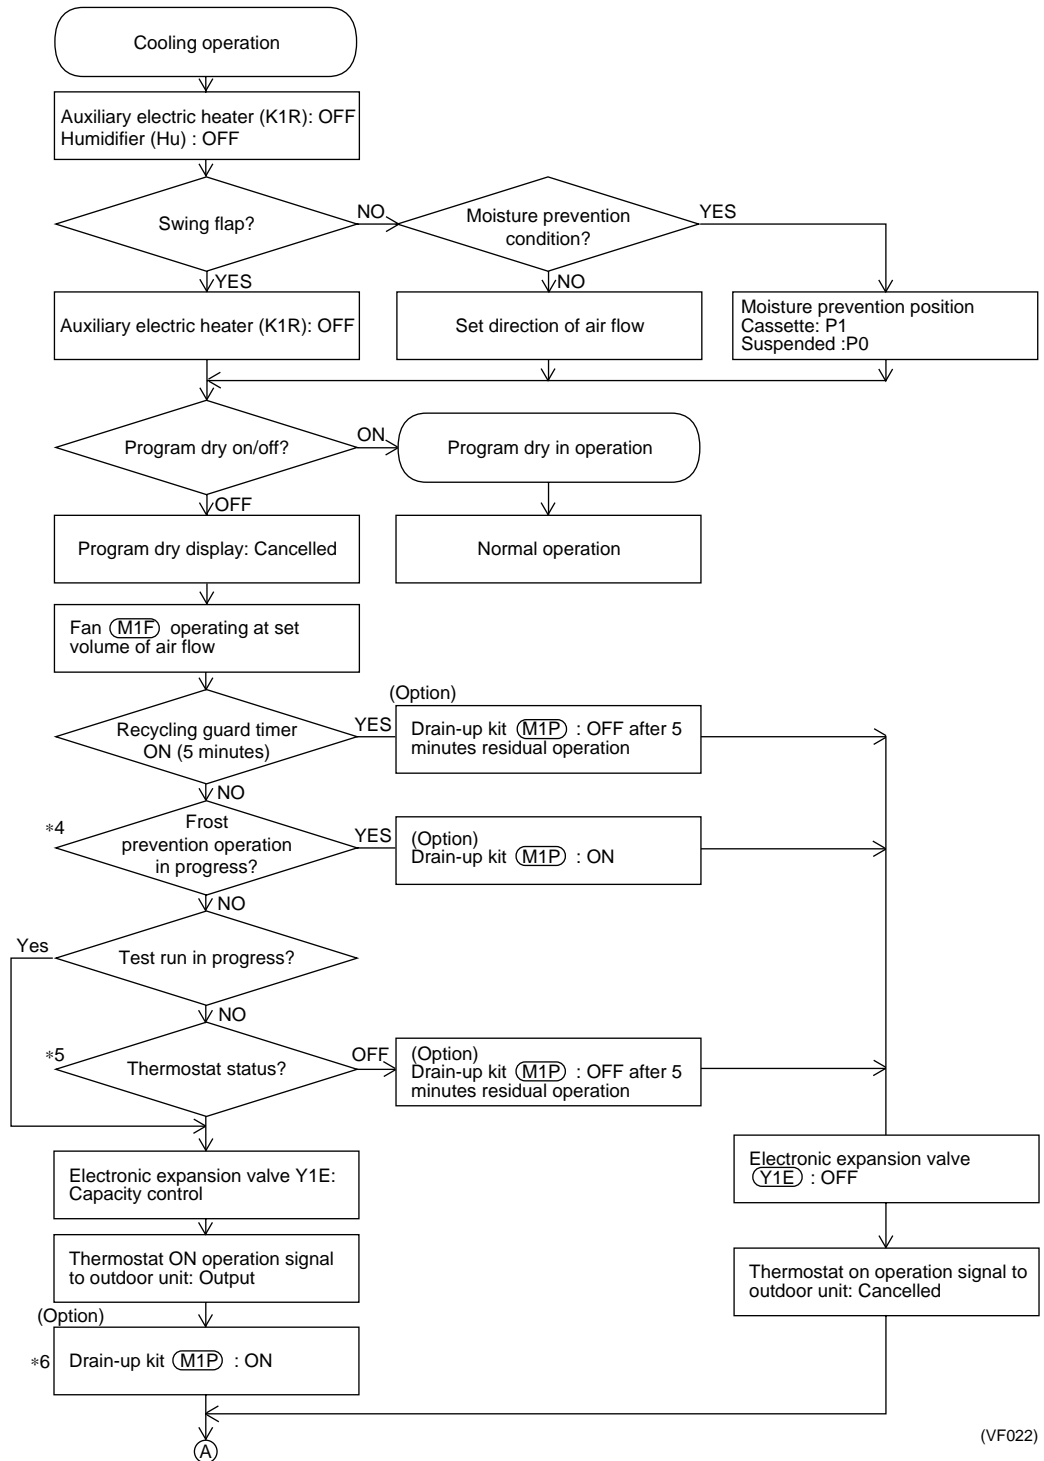 Cooling operation
Auxiliary electric heater (K1R): OFF
Humidifier (Hu) : OFF
Swing flap?
NO
Moisture prevention
condition?
YES
YES
NO
Auxiliary electric heater (K1R): OFF
Set direction of air flow
Moisture prevention position
Cassette: P1
Suspended :P0
Program dry on/off?
ON
Program dry in operation
OFF
Program dry display: Cancelled
Normal operation
Fan M1F operating at set
volume of air flow
Recycling guard timer
ON (5 minutes)
YES
(Option)
Drain-up kit M1P : OFF after 5
minutes residual operation
NO
*4
Frost
prevention operation
in progress?
YES
(Option)
Drain-up kit M1P : ON
NO
Yes
Test run in progress?
NO
*5
Thermostat status?
OFF
(Option)
Drain-up kit M1P : OFF after 5
minutes residual operation
Electronic expansion valve Y1E:
Capacity control
Electronic expansion valve
Y1E : OFF
Thermostat ON operation signal
to outdoor unit: Output
Thermostat on operation signal to
outdoor unit: Cancelled
(Option)
*6
Drain-up kit M1P : ON
A
(VF022)